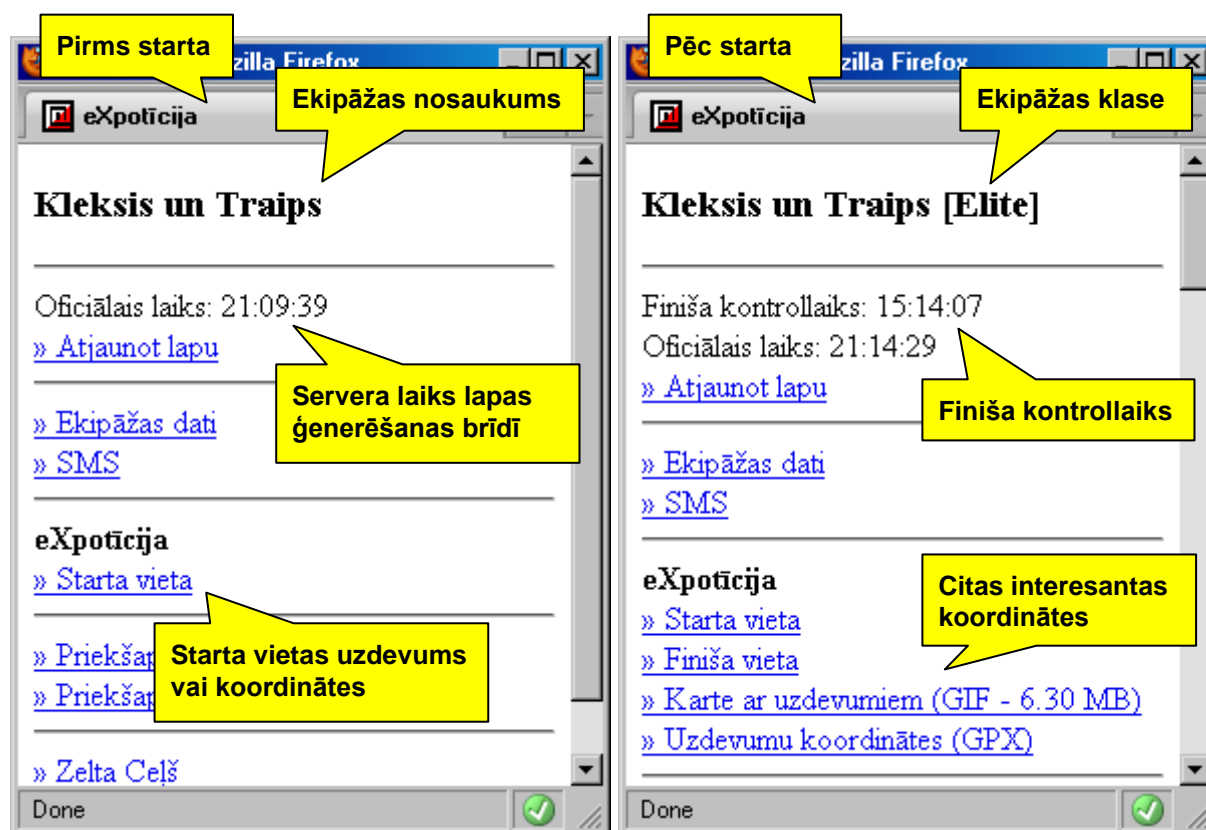 Pirms starta
zilla Firefox
eXpotīcija
Ekipāžas nosaukums
Kleksis un Traips
Oficiālais laiks: 21:09:39
» Atjaunot lapu
Servera laiks lapas
ģenerēšanas brīdī
» Ekipāžas dati
» SMS
eXpotīcija
» Starta vieta
Starta vietas uzdevums
vai koordinātes
»
»
» Zelta Ceļš
Done
Pēc starta
zilla Firefox
eXpotīcija
Ekipāžas klase
Kleksis un Traips [Elite]
Finiša kontrollaiks: 15:14:07
Oficiālais laiks: 21:14:29
» Atjaunot lapu
Finiša kontrollaiks
» Ekipāžas dati
» SMS
eXpotīcija
Citas interesantas
koordinātes
» Starta vieta
» Finiša vieta
» Karte ar uzdevumiem (GIF - 6.30 MB)
» Uzdevumu koordinātes (GPX)
Done